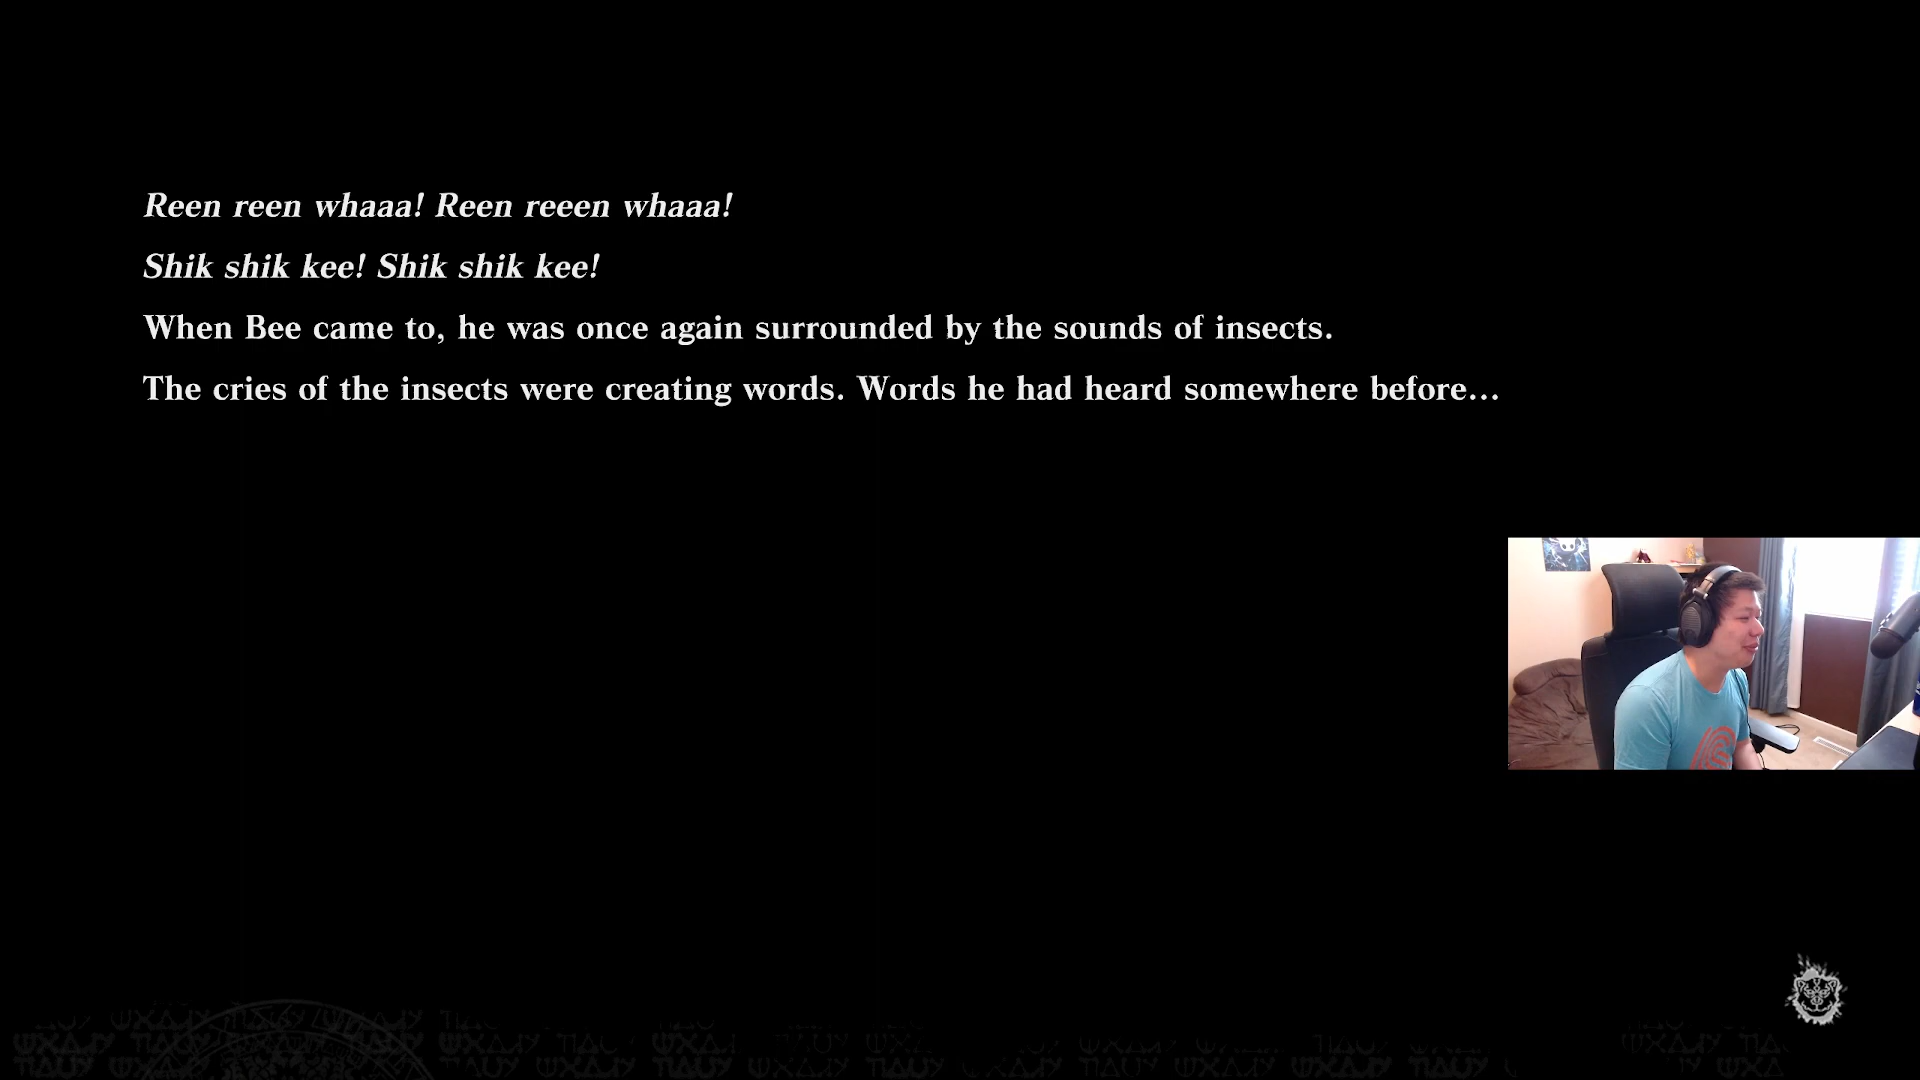 Reen reen whaaa! Reen reeen whaaa!
Shik shik kee! Shik shik kee!
When Bee came to, he was once again surrounded by the sounds of insects.
The cries of the insects were creating words. Words he had heard somewhere before...